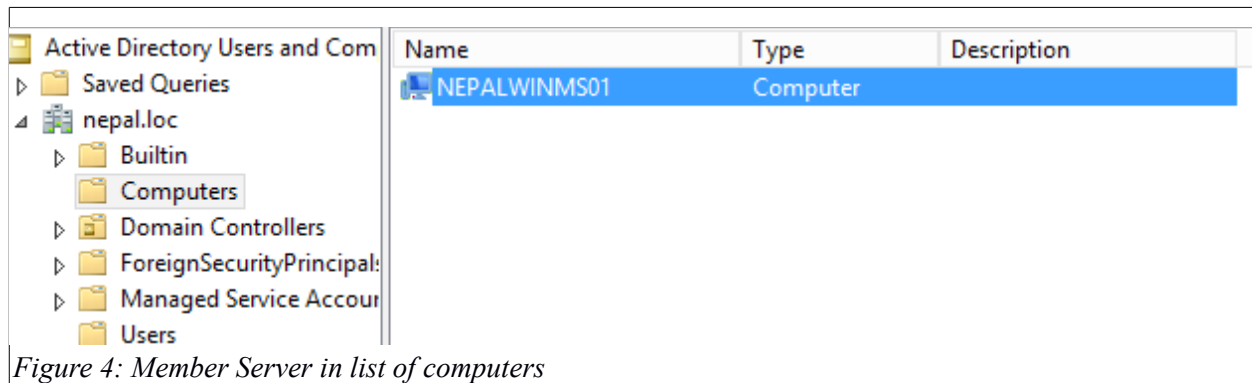 Active Directory Users and Com
Name Type Description
Saved Queries
NEPALWINMS01 Computer
nepal.loc
Builtin
Computers
Domain Controllers
ForeignSecurityPrincipals
Managed Service Accour
Users
Figure 4: Member Server in list of computers